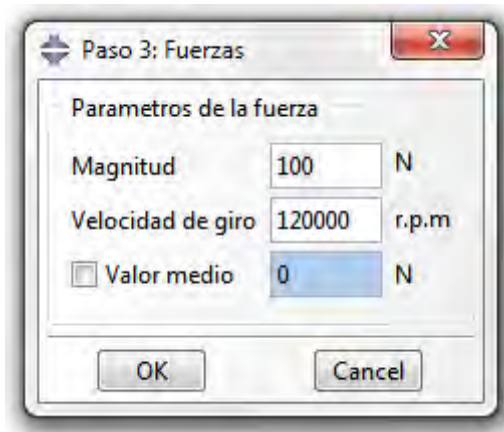 Paso 3: Fuerzas
Parametros de la fuerza
Magnitud 100 N
Velocidad de giro 120000 r.p.m
Valor medio 0 N
OK Cancel